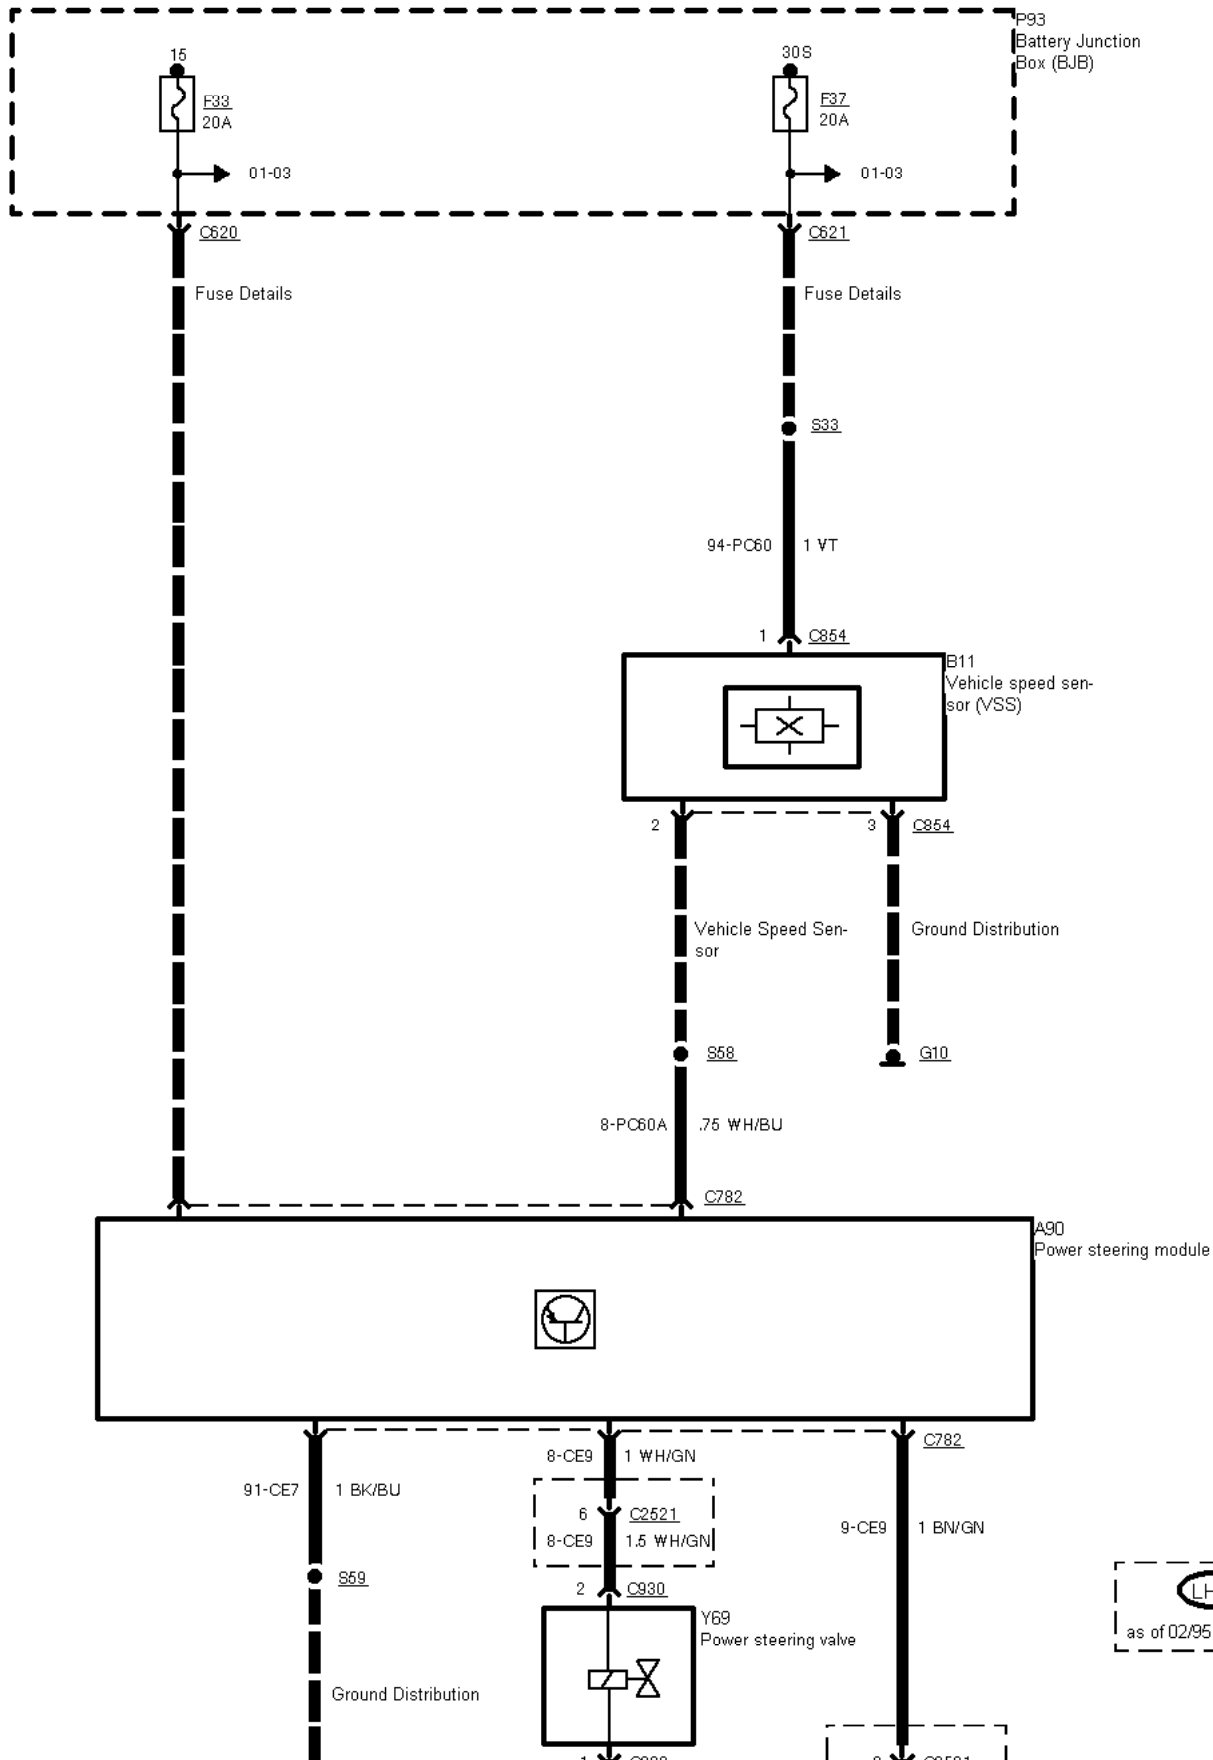 P93
Battery Junction
Box (BJB)
15
30S
F33
20A
F37
20A
01-03
01-03
C620
C621
Fuse Details
Fuse Details
S33
94-PC60
1 VT
1
C854
B11
Vehicle speed sen-
sor (VSS)
2
3
C854
Vehicle Speed Sen-
sor
Ground Distribution
S58
G10
8-PC60A
.75 WH/BU
C782
A90
Power steering module
C782
8-CE9
1 WH/GN
91-CE7
1 BK/BU
6
C2521
8-CE9
1.5 WH/GN
9-CE9
1 BN/GN
S59
2
C930
LH
as of 02/95
Y69
Power steering valve
Ground Distribution
1